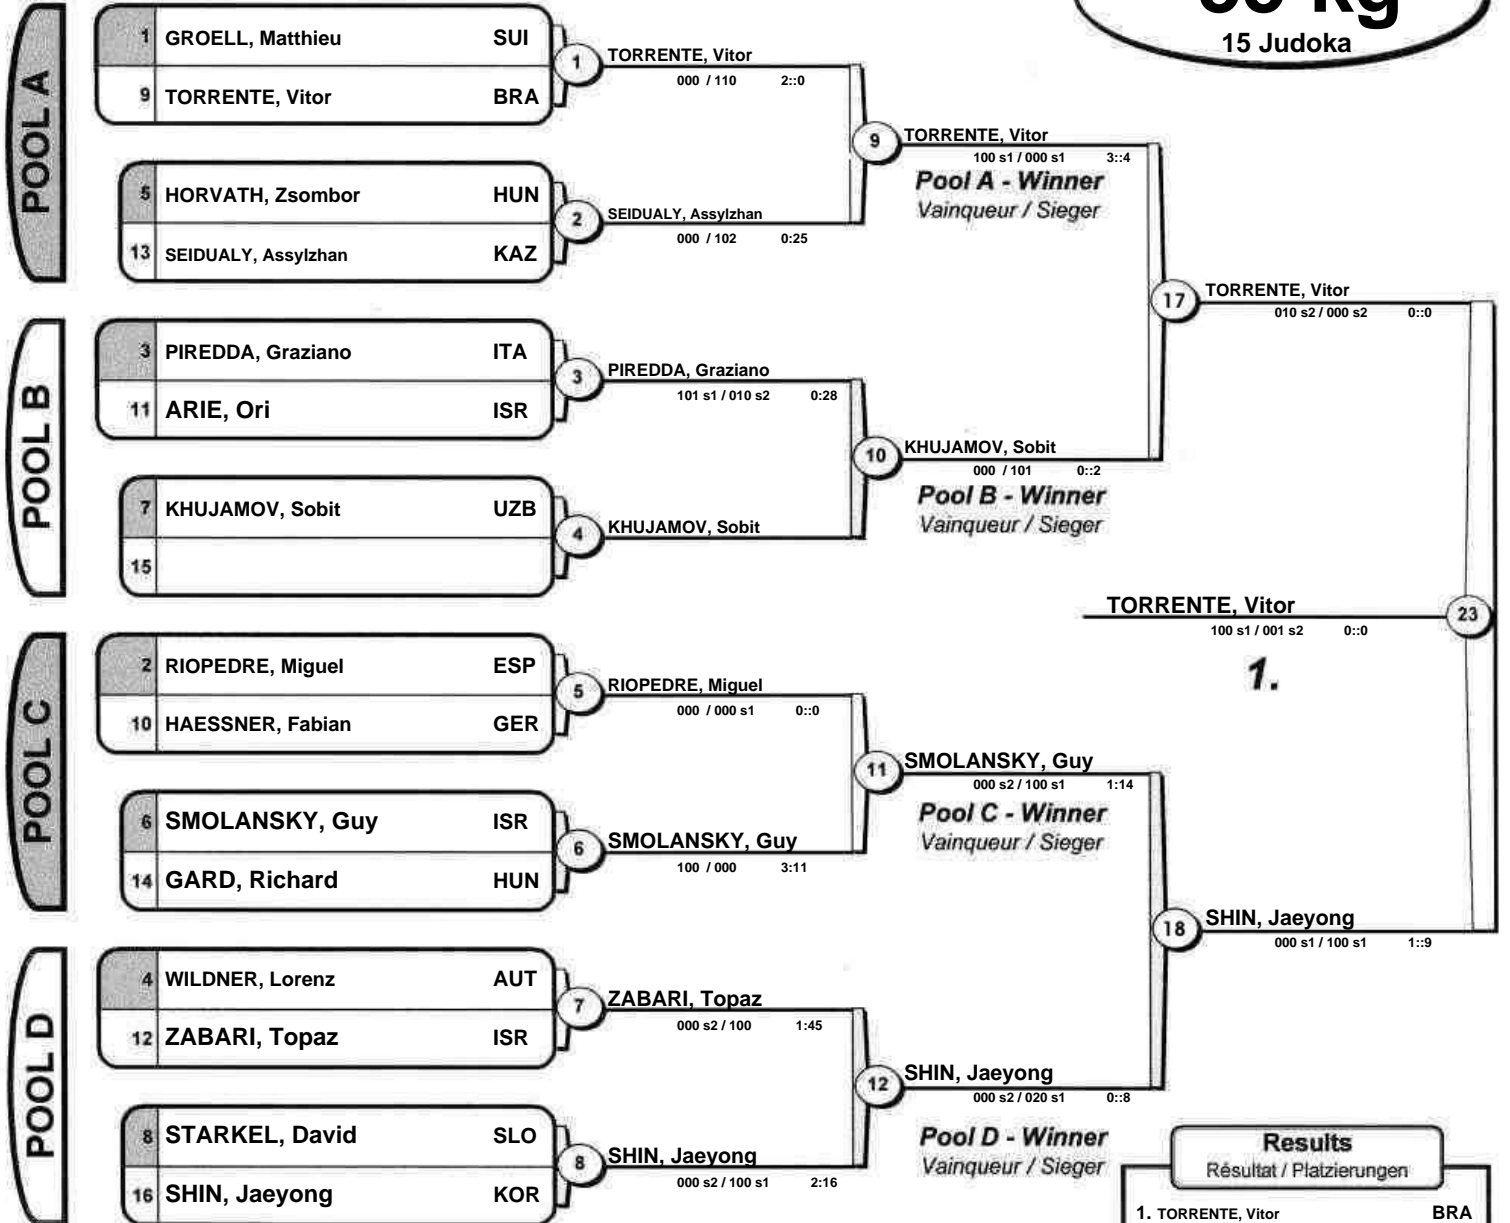 15 Judoka
POOL A
1 GROELL, Matthieu SUI
9 TORRENTE, Vitor BRA
1
TORRENTE, Vitor
000 / 110 2::0
5 HORVATH, Zsombor HUN
13 SEIDUALY, Assylzhan KAZ
2
SEIDUALY, Assylzhan
000 / 102 0:25
9
TORRENTE, Vitor
100 s1 / 000 s1 3::4
Pool A - Winner
Vainqueur / Sieger
POOL B
3 PIREDDA, Graziano ITA
11 ARIE, Ori ISR
3
PIREDDA, Graziano
101 s1 / 010 s2 0:28
7 KHUJAMOV, Sobit UZB
15
4
KHUJAMOV, Sobit
10
KHUJAMOV, Sobit
000 / 101 0::2
Pool B - Winner
Vainqueur / Sieger
17
TORRENTE, Vitor
010 s2 / 000 s2 0::0
TORRENTE, Vitor
100 s1 / 001 s2 0::0
1.
23
POOL C
2 RIOPEDRE, Miguel ESP
10 HAESSNER, Fabian GER
5
RIOPEDRE, Miguel
000 / 000 s1 0::0
6 SMOLANSKY, Guy ISR
14 GARD, Richard HUN
6
SMOLANSKY, Guy
100 / 000 3:11
11
SMOLANSKY, Guy
000 s2 / 100 s1 1:14
Pool C - Winner
Vainqueur / Sieger
POOL D
4 WILDNER, Lorenz AUT
12 ZABARI, Topaz ISR
7
ZABARI, Topaz
000 s2 / 100 1:45
8 STARKEL, David SLO
16 SHIN, Jaeyong KOR
8
SHIN, Jaeyong
000 s2 / 100 s1 2:16
12
SHIN, Jaeyong
000 s2 / 020 s1 0::8
Pool D - Winner
Vainqueur / Sieger
18
SHIN, Jaeyong
000 s1 / 100 s1 1::9
Results
Résultat / Platzierungen
1. TORRENTE, Vitor BRA